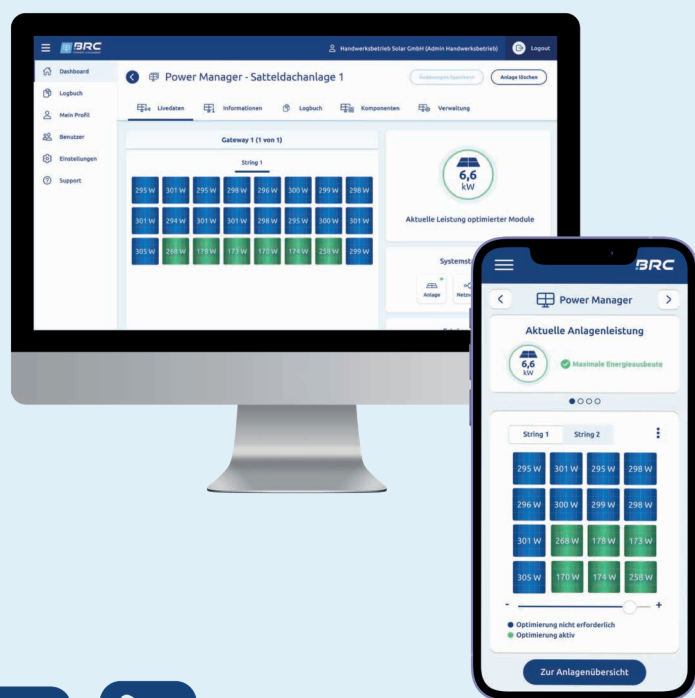 BRC
Handwerksbetrieb Solar GmbH (Admin Handwerksbetrieb)
Logout
Dashboard
Logbuch
Mein Profil
Benutzer
Einstellungen
Support
Power Manager - Satteldachanlage 1
Änderungen Speichern
Anlage löschen
Livedaten Informationen Logbuch Komponenten Verwaltung
Gateway 1 (1 von 1)
String 1
295 W 301 W 295 W 298 W 296 W 300 W 299 W 298 W
301 W 294 W 301 W 301 W 298 W 295 W 300 W 301 W
305 W 268 W 178 W 173 W 170 W 174 W 258 W 299 W
6,6
kW
Aktuelle Leistung optimierter Module
Systemst
Anlage Netzw
BRC
Power Manager
Aktuelle Anlagenleistung
6,6
kW
Maximale Energieausbeute
String 1 String 2
295 W 301 W 295 W 298 W
296 W 300 W 299 W 298 W
301 W 268 W 178 W 173 W
305 W 170 W 174 W 258 W
- +
Optimierung nicht erforderlich
Optimierung aktiv
Zur Anlagenübersicht